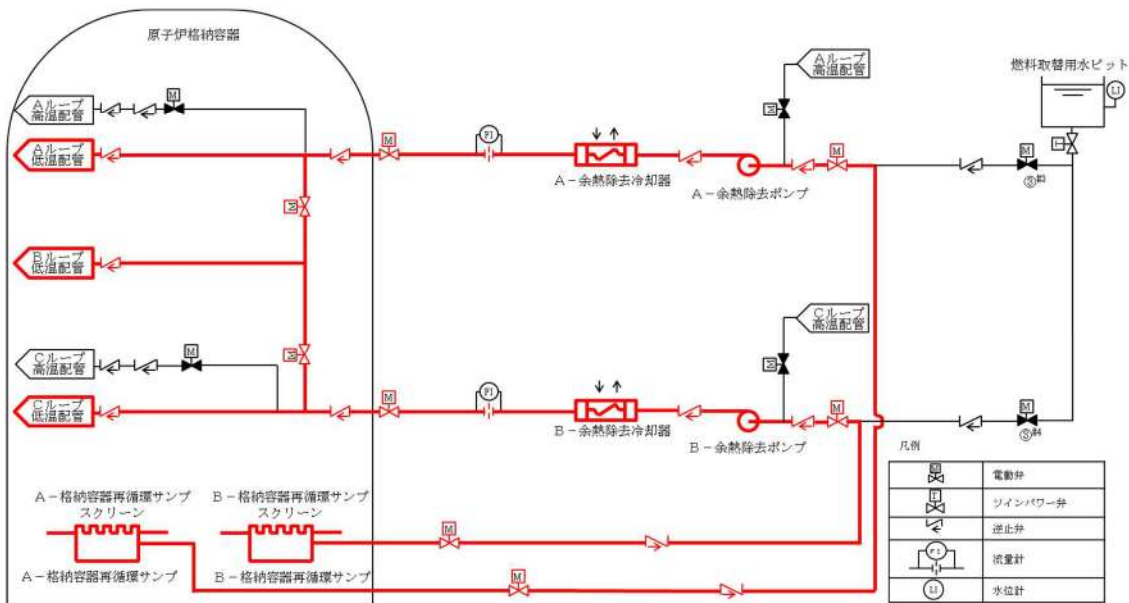 原子炉格納容器
Aループ
高温配管
M
Aループ
低温配管
M
Bループ
低温配管
M
Cループ
高温配管
M
Cループ
低温配管
M
FI
A-余熱除去冷却器
A-余熱除去ポンプ
Aループ
高温配管
M
M
燃料取替用水ピット
LI
T
M
M
FI
B-余熱除去冷却器
B-余熱除去ポンプ
Cループ
高温配管
M
M
M
A-格納容器再循環サンプ
スクリーン
A-格納容器再循環サンプ
B-格納容器再循環サンプ
スクリーン
B-格納容器再循環サンプ
M
M
凡例
M
電動弁
T
ツインパワー弁
逆止弁
FI
流量計
LI
水位計